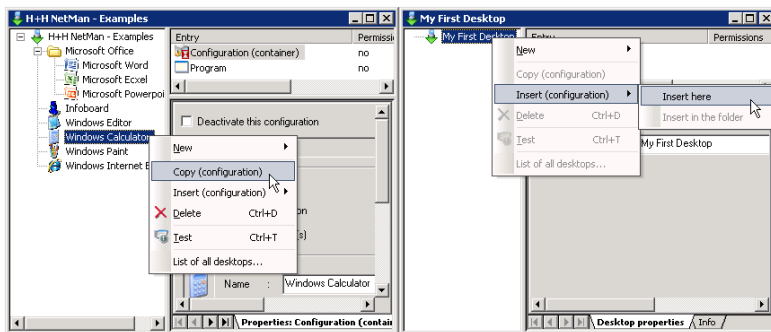 H+H NetMan - Examples
H+H NetMan - Examples
Microsoft Office
Microsoft Word
Microsoft Ecxel
Microsoft Powerpoi
Infoboard
Windows Editor
Windows Calculator
Windows Paint
Windows Internet E
Entry Permissi
Configuration (container) no
Program no
Deactivate this configuration
New
Copy (configuration)
Insert (configuration)
Delete Ctrl+D
Test Ctrl+T
List of all desktops...
on
(s)
Name : Windows Calculator
Properties: Configuration (contain
My First Desktop
My First Desktop
Entry Permissions
New
Copy (configuration)
Insert (configuration)
Delete Ctrl+D
Test Ctrl+T
List of all desktops...
Insert here
Insert in the folder
My First Desktop
Desktop properties Info